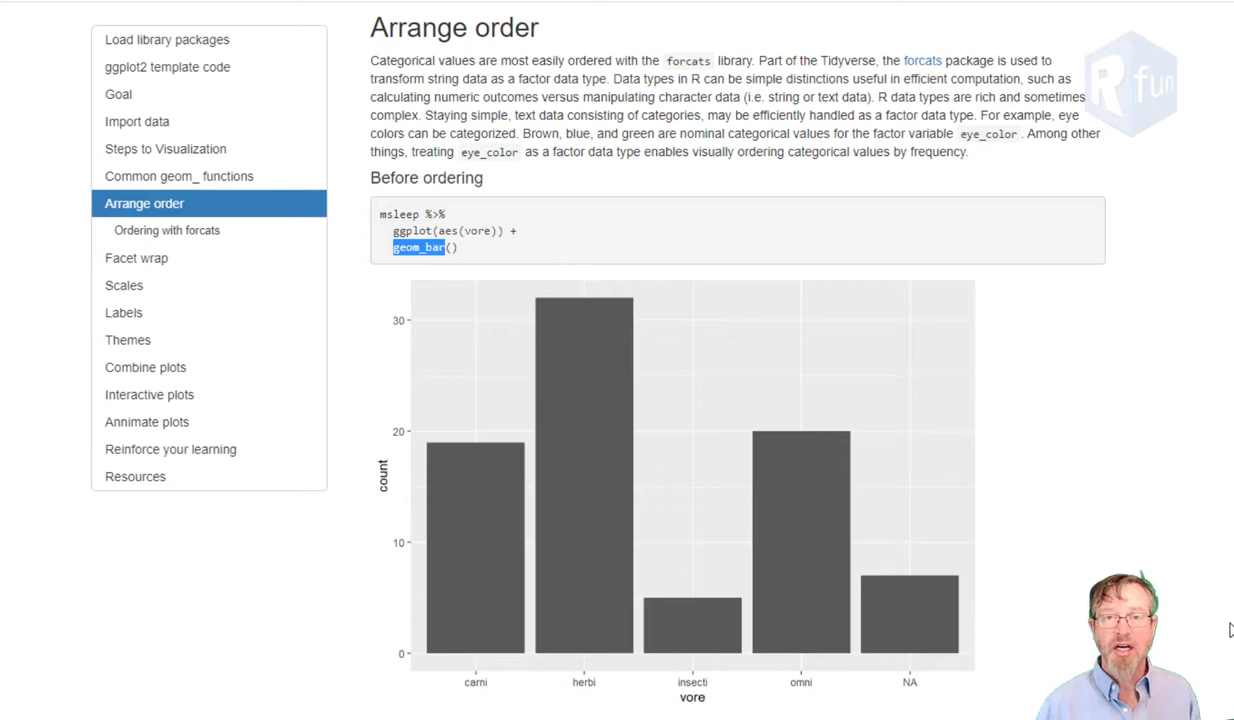 Load library packages
ggplot2 template code
Goal
Import data
Steps to Visualization
Common geom_ functions
Arrange order
Ordering with forcats
Facet wrap
Scales
Labels
Themes
Combine plots
Interactive plots
Annimate plots
Reinforce your learning
Resources
Arrange order
Categorical values are most easily ordered with the forcats library. Part of the Tidyverse, the forcats package is used to
transform string data as a factor data type. Data types in R can be simple distinctions useful in efficient computation, such as
calculating numeric outcomes versus manipulating character data (i.e. string or text data). R data types are rich and sometimes
complex. Staying simple, text data consisting of categories, may be efficiently handled as a factor data type. For example, eye
colors can be categorized. Brown, blue, and green are nominal categorical values for the factor variable eye_color. Among other
things, treating eye_color as a factor data type enables visually ordering categorical values by frequency.
R fun
Before ordering
msleep %>%
ggplot(aes(vore)) +
geom_bar()
30
20
10
0
count
carni herbi insecti omni NA
vore